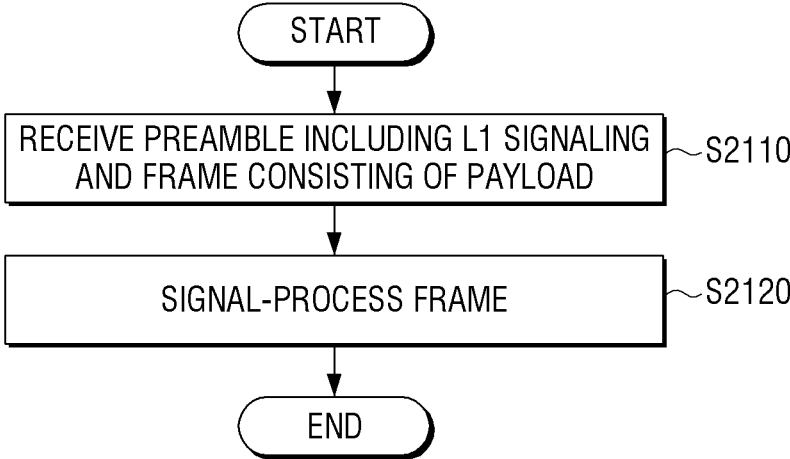 START
RECEIVE PREAMBLE INCLUDING L1 SIGNALING
AND FRAME CONSISTING OF PAYLOAD
S2110
SIGNAL-PROCESS FRAME
S2120
END